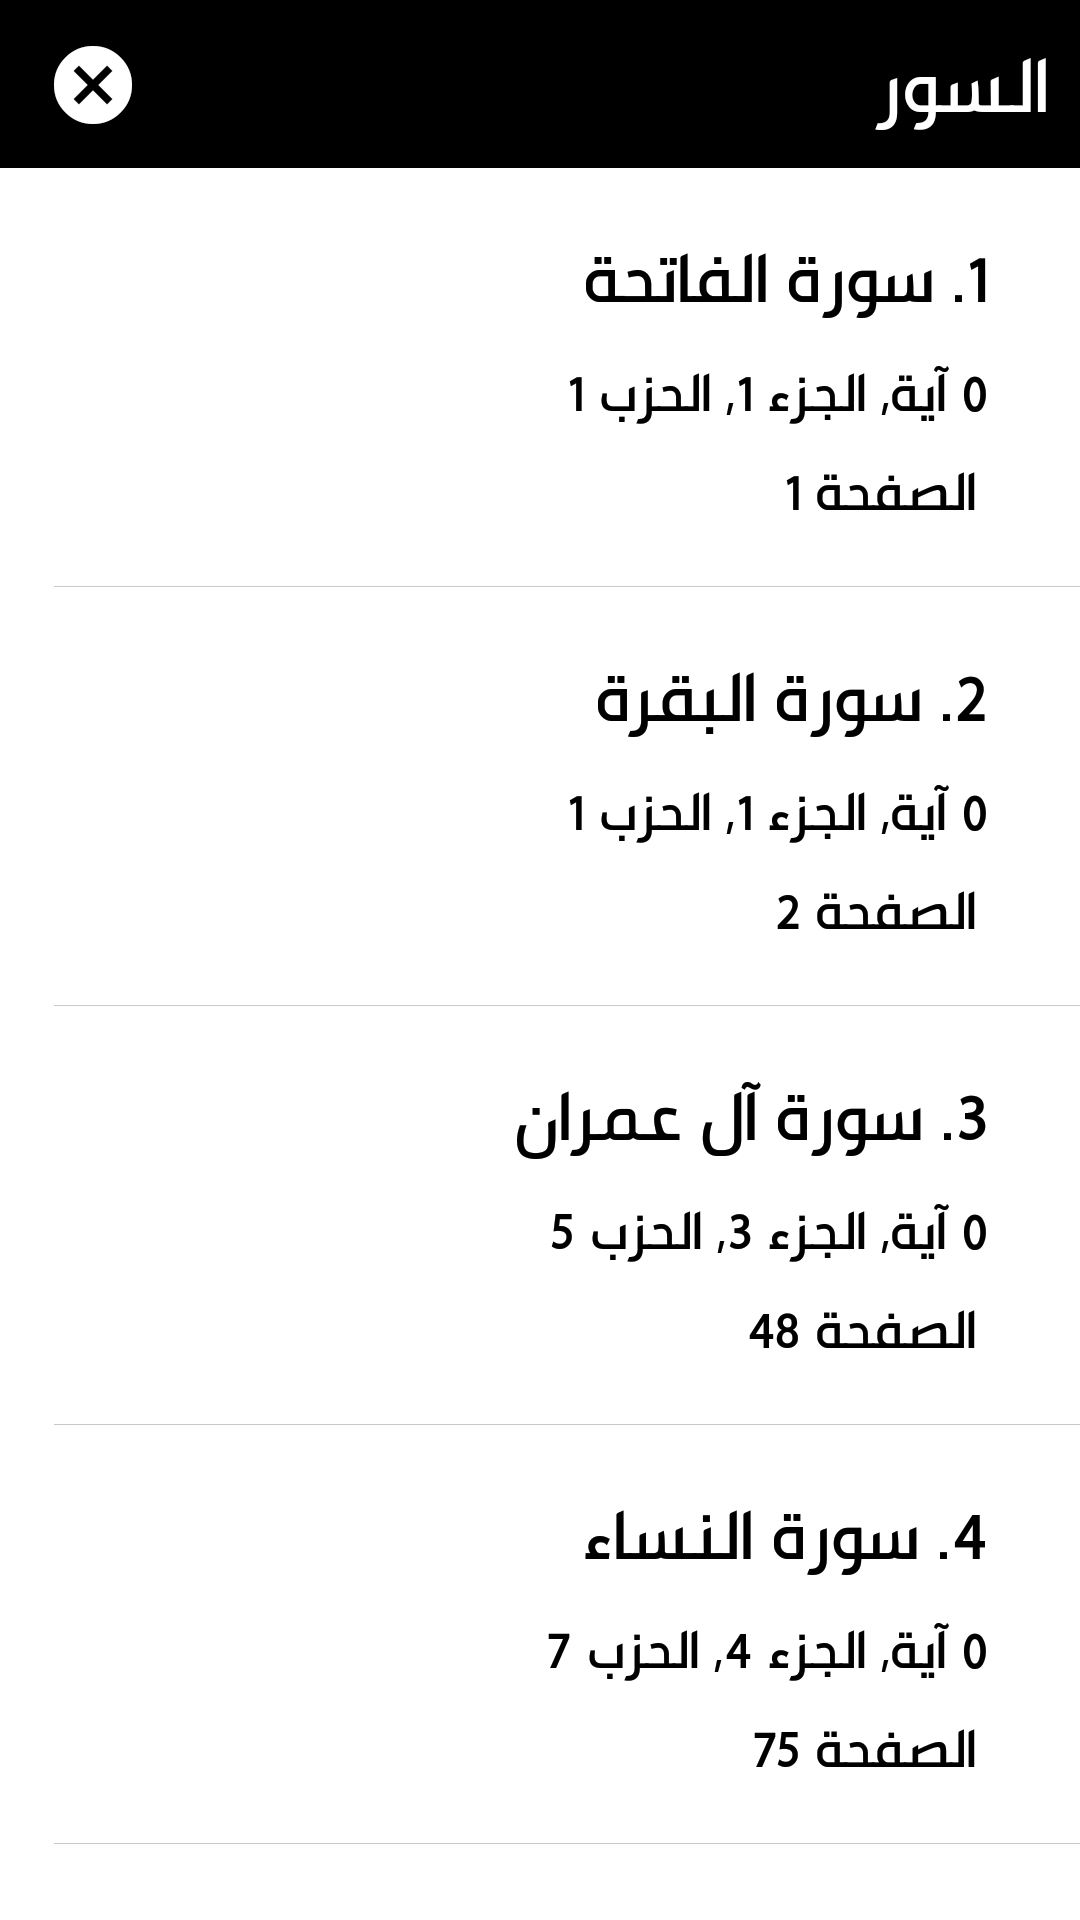 السور
1. سورة الفاتحة
0 آية, الجزء 1, الحزب 1
الصفحة 1
2. سورة البقرة
0 آية, الجزء 1, الحزب 1
الصفحة 2
3. سورة آل عمران
0 آية, الجزء 3, الحزب 5
الصفحة 48
4. سورة النساء
0 آية, الجزء 4, الحزب 7
الصفحة 75